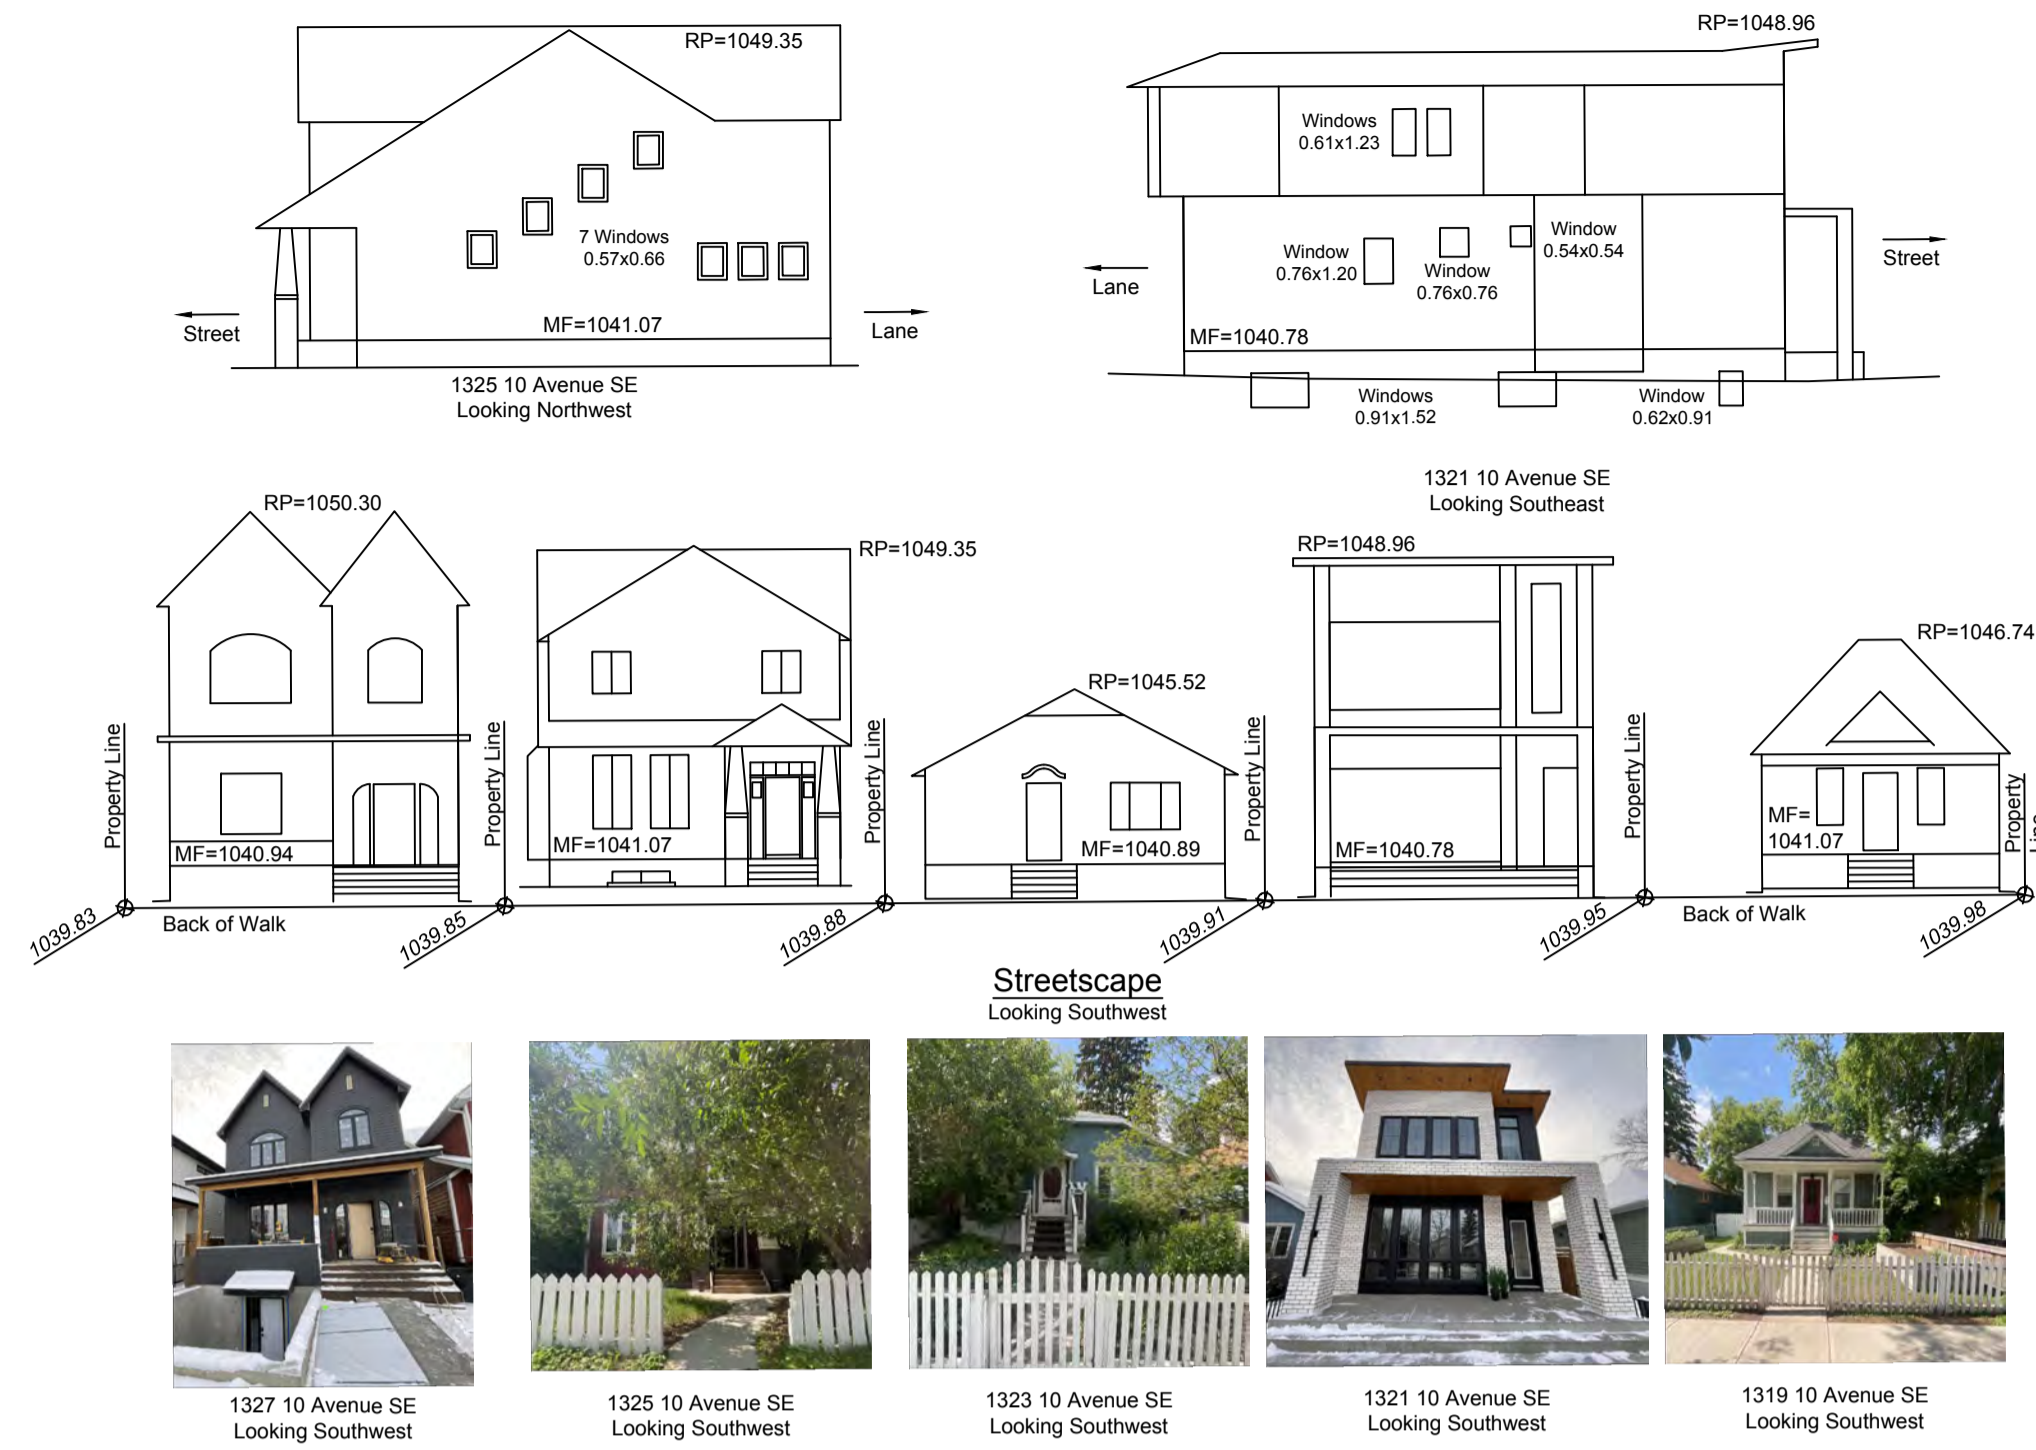 RP=1049.35
7 Windows
0.57x0.66
MF=1041.07
Street
Lane
1325 10 Avenue SE
Looking Northwest
RP=1048.96
Windows
0.61x1.23
Window
0.76x1.20
Window
0.76x0.76
Window
0.54x0.54
Lane
Street
MF=1040.78
Windows
0.91x1.52
Window
0.62x0.91
1321 10 Avenue SE
Looking Southeast
RP=1050.30
RP=1049.35
RP=1045.52
RP=1048.96
RP=1046.74
Property Line
Property Line
Property Line
Property Line
Property Line
Property
Line
MF=1040.94
MF=1041.07
MF=1040.89
MF=1040.78
MF=
1041.07
Back of Walk
Back of Walk
1039.83
1039.85
1039.88
1039.91
1039.95
1039.98
Streetscape
Looking Southwest
1327 10 Avenue SE
Looking Southwest
1325 10 Avenue SE
Looking Southwest
1323 10 Avenue SE
Looking Southwest
1321 10 Avenue SE
Looking Southwest
1319 10 Avenue SE
Looking Southwest